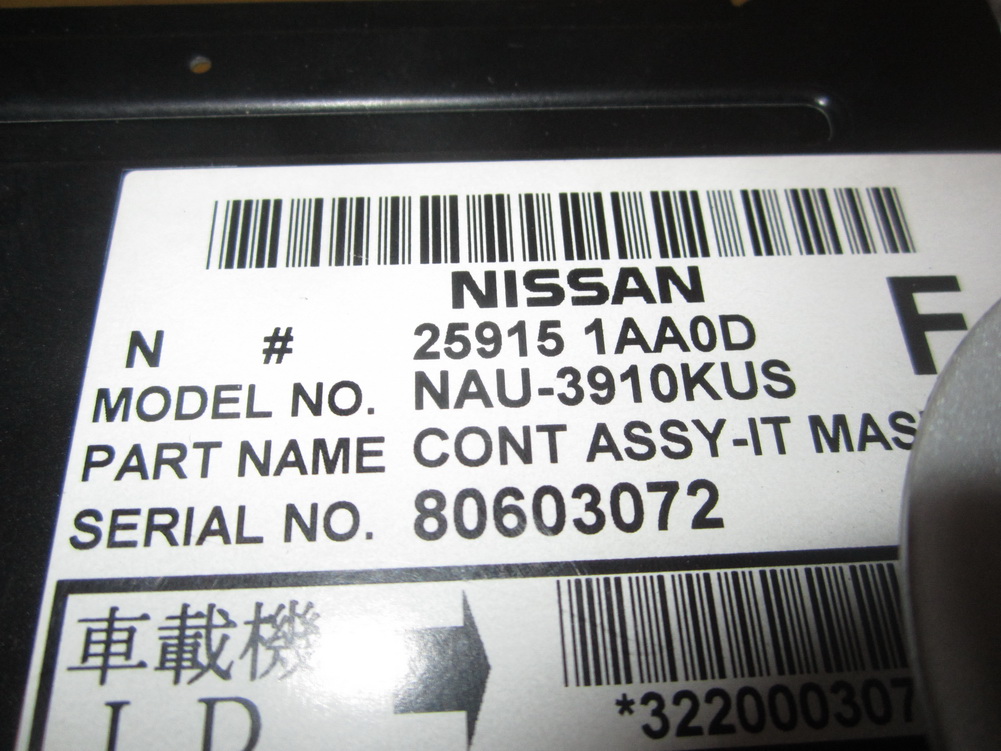 NISSAN
F
N # 25915 1AA0D
MODEL NO. NAU-3910KUS
PART NAME CONT ASSY-IT MAS
SERIAL NO. 80603072
車載機
I D
*322000307